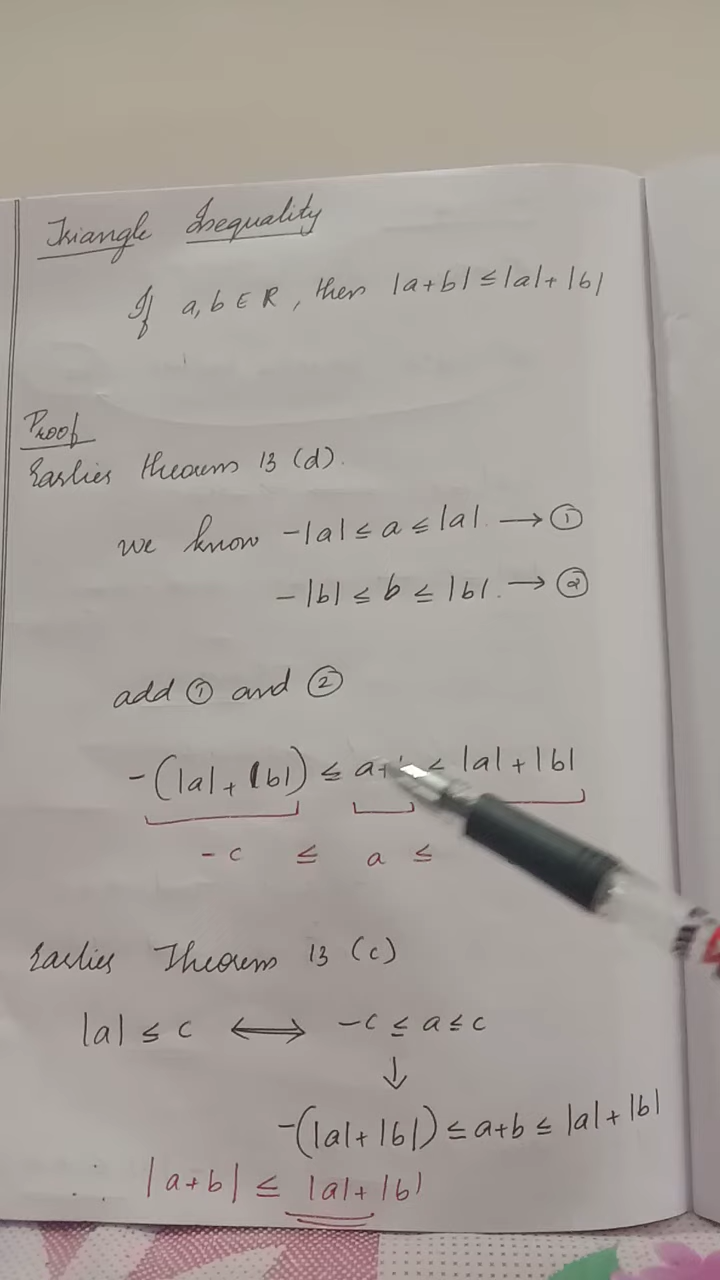 Triangle Inequality
If a, b ∈ R, then |a+b| ≤ |a|+|b|
Proof
Earlier theorem 13 (d).
we know -|a| ≤ a ≤ |a|. → ①
-|b| ≤ b ≤ |b|. → ②
add ① and ②
-(|a| + |b|) ≤ a+ ≤ |a| + |b|
-c ≤ a ≤
Earlier Theorem 13 (c)
|a| ≤ c ⟺ -c ≤ a ≤ c
↓
-(|a|+|b|) ≤ a+b ≤ |a|+|b|
∴ |a+b| ≤ |a|+|b|